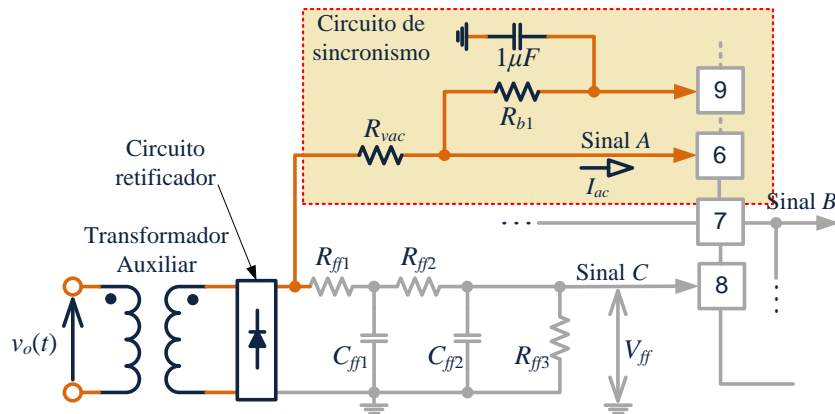 Circuito de
sincronismo
1μF
9
R_b1
R_vac
Sinal A
6
I_ac
Circuito
retificador
7
Sinal B
Transformador
Auxiliar
R_ff1
R_ff2
Sinal C
8
v_o(t)
C_ff1
C_ff2
R_ff3
V_ff